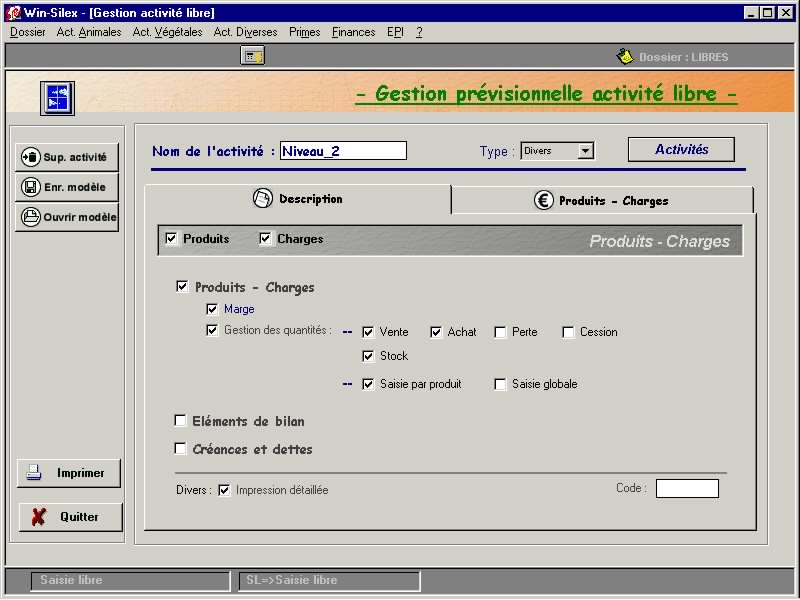 Win-Silex - [Gestion activité libre]
Dossier Act. Animales Act. Végétales Act. Diverses Primes Finances EPI ?
Dossier : LIBRES
- Gestion prévisionnelle activité libre -
Sup. activité
Enr. modèle
Ouvrir modèle
Nom de l'activité : Niveau_2 Type : Divers Activités
Description € Produits - Charges
Produits Charges Produits - Charges
Produits - Charges
Marge
Gestion des quantités : -- Vente Achat Perte Cession
Stock
-- Saisie par produit Saisie globale
Eléments de bilan
Créances et dettes
Divers : Impression détaillée Code :
Imprimer
Quitter
Saisie libre SL=>Saisie libre